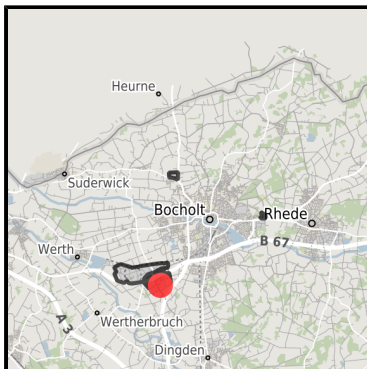 Heurne
Suderwick
Bocholt
Rhede
B 67
Werth
A 3
Wertherbruch
Dingden